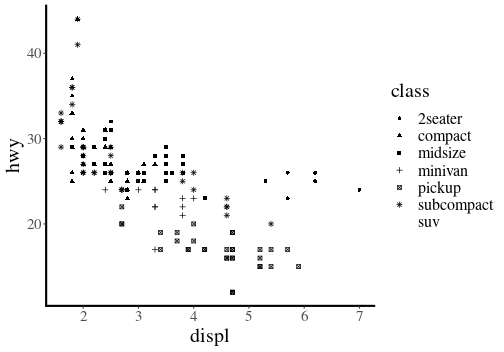 hwy
40
30
20
2
3
4
5
6
7
displ
class
2seater
compact
midsize
minivan
pickup
subcompact
suv